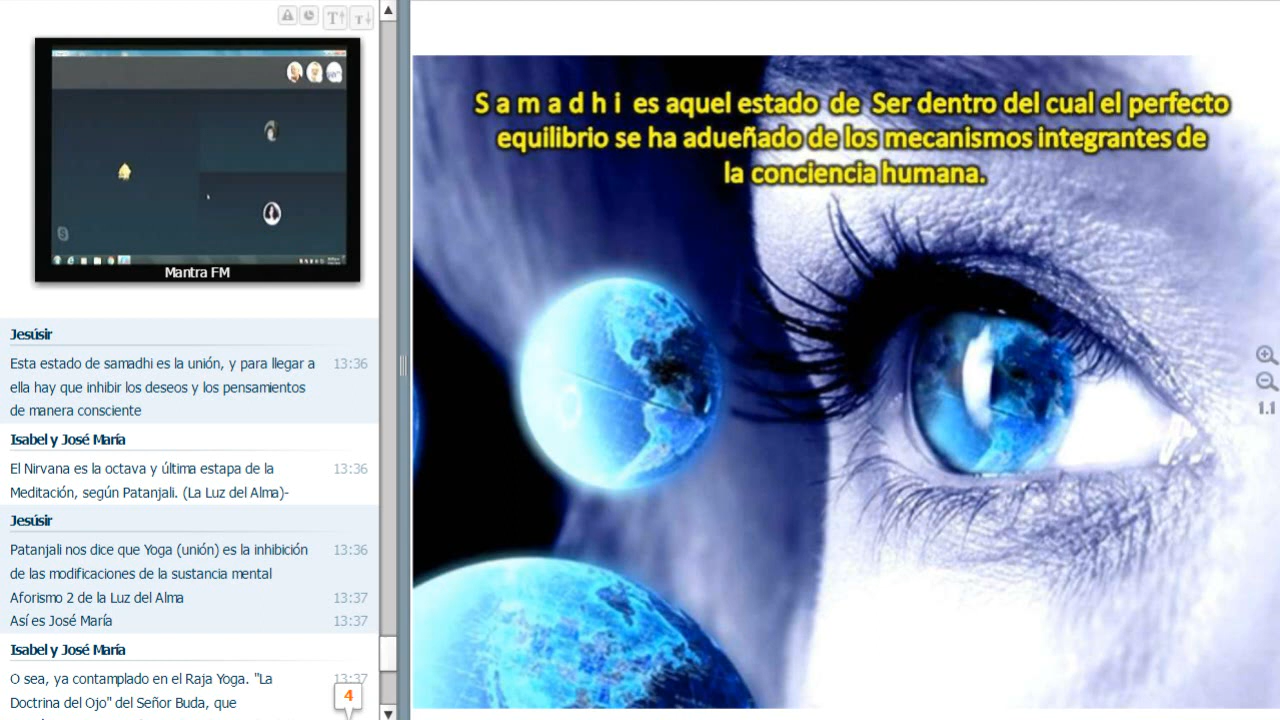 Mantra FM
Jesúsir
Esta estado de samadhi es la unión, y para llegar a 13:36
ella hay que inhibir los deseos y los pensamientos
de manera consciente
Isabel y José María
El Nirvana es la octava y última estapa de la 13:36
Meditación, según Patanjali. (La Luz del Alma)-
Jesúsir
Patanjali nos dice que Yoga (unión) es la inhibición 13:36
de las modificaciones de la sustancia mental
Aforismo 2 de la Luz del Alma 13:37
Así es José María 13:37
Isabel y José María
O sea, ya contamplado en el Raja Yoga. "La 13:37
Doctrina del Ojo" del Señor Buda, que
4
S a m a d h i es aquel estado de Ser dentro del cual el perfecto
equilibrio se ha adueñado de los mecanismos integrantes de
la conciencia humana.
1.1